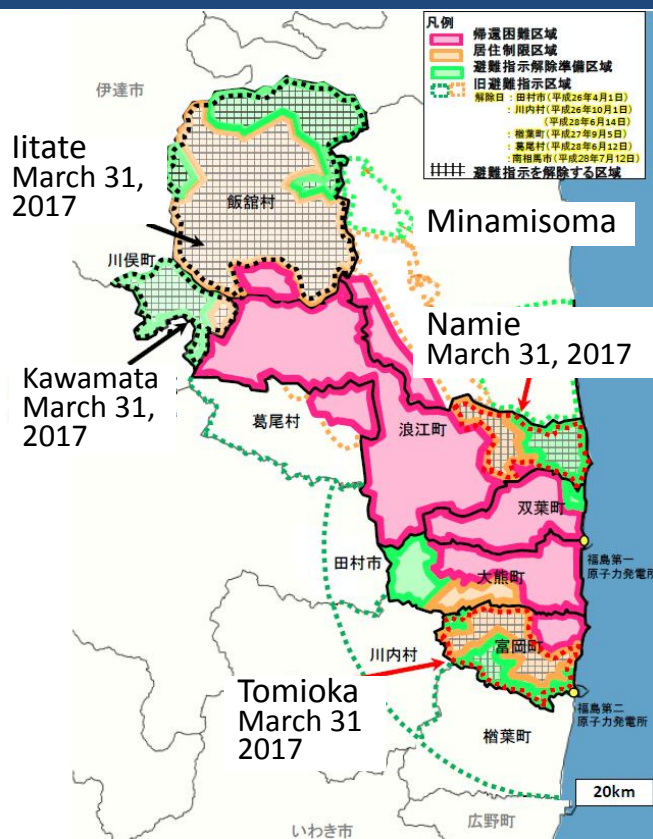 凡例
帰還困難区域
居住制限区域
避難指示解除準備区域
旧避難指示区域
解除日：田村市(平成26年4月1日)
：川内村(平成26年10月1日)
(平成28年6月14日)
：楢葉町(平成27年9月5日)
：葛尾村(平成28年6月12日)
：南相馬市(平成28年7月12日)
避難指示を解除する区域
伊達市
Iitate
March 31,
2017
飯舘村
Minamisoma
川俣町
Namie
March 31, 2017
Kawamata
March 31,
2017
葛尾村
浪江町
双葉町
田村市
大熊町
福島第一
原子力発電所
川内村
富岡町
Tomioka
March 31
2017
福島第二
原子力発電所
楢葉町
20km
広野町
いわき市